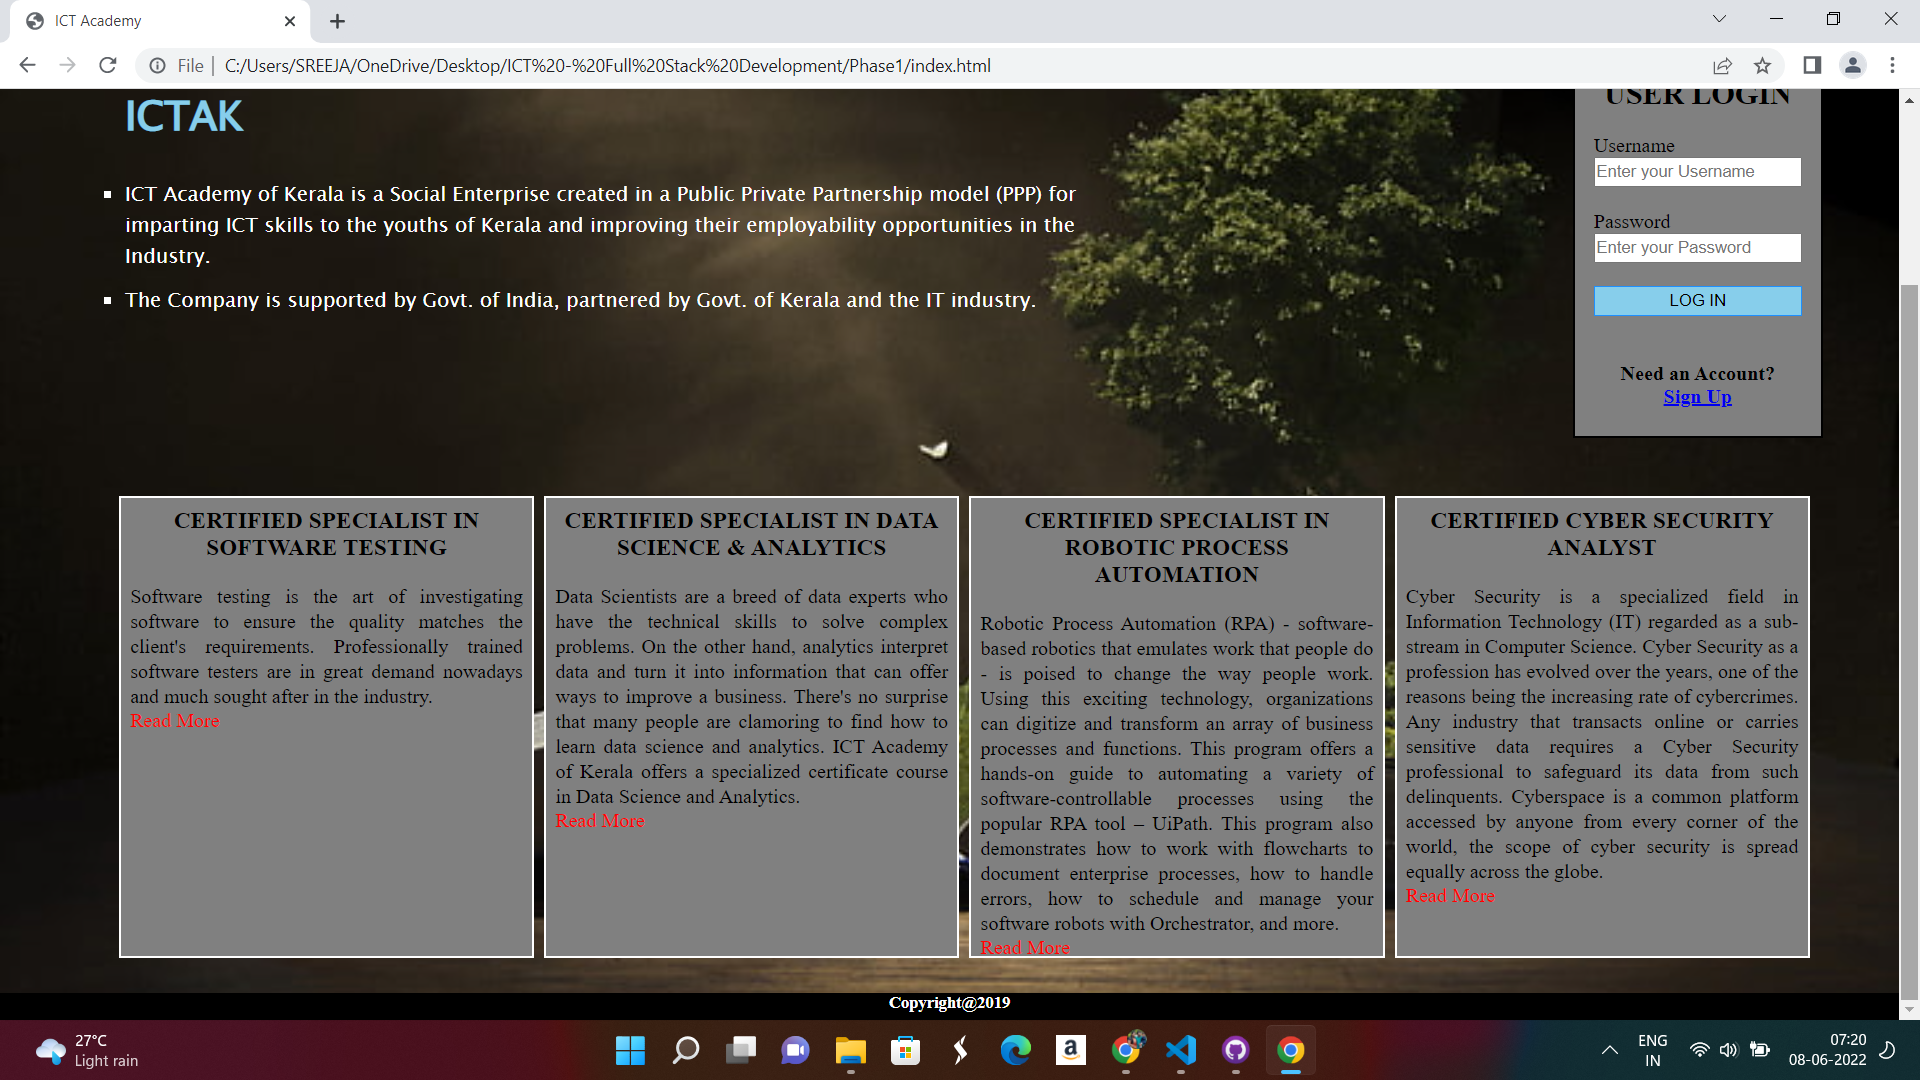 ICT Academy
File
C:/Users/SREEJA/OneDrive/Desktop/ICT%20-%20Full%20Stack%20Development/Phase1/index.html
ICTAK
ICT Academy of Kerala is a Social Enterprise created in a Public Private Partnership model (PPP) for
imparting ICT skills to the youths of Kerala and improving their employability opportunities in the
Industry.
The Company is supported by Govt. of India, partnered by Govt. of Kerala and the IT industry.
USER LOGIN
Username
Enter your Username
Password
Enter your Password
LOG IN
Need an Account?
Sign Up
CERTIFIED SPECIALIST IN
SOFTWARE TESTING
Software testing is the art of investigating
software to ensure the quality matches the
client's requirements. Professionally trained
software testers are in great demand nowadays
and much sought after in the industry.
Read More
CERTIFIED SPECIALIST IN DATA
SCIENCE & ANALYTICS
Data Scientists are a breed of data experts who
have the technical skills to solve complex
problems. On the other hand, analytics interpret
data and turn it into information that can offer
ways to improve a business. There's no surprise
that many people are clamoring to find how to
learn data science and analytics. ICT Academy
of Kerala offers a specialized certificate course
in Data Science and Analytics.
Read More
CERTIFIED SPECIALIST IN
ROBOTIC PROCESS
AUTOMATION
Robotic Process Automation (RPA) - software-
based robotics that emulates work that people do
- is poised to change the way people work.
Using this exciting technology, organizations
can digitize and transform an array of business
processes and functions. This program offers a
hands-on guide to automating a variety of
software-controllable processes using the
popular RPA tool – UiPath. This program also
demonstrates how to work with flowcharts to
document enterprise processes, how to handle
errors, how to schedule and manage your
software robots with Orchestrator, and more.
Read More
CERTIFIED CYBER SECURITY
ANALYST
Cyber Security is a specialized field in
Information Technology (IT) regarded as a sub-
stream in Computer Science. Cyber Security as a
profession has evolved over the years, one of the
reasons being the increasing rate of cybercrimes.
Any industry that transacts online or carries
sensitive data requires a Cyber Security
professional to safeguard its data from such
delinquents. Cyberspace is a common platform
accessed by anyone from every corner of the
world, the scope of cyber security is spread
equally across the globe.
Read More
Copyright@2019
27°C
Light rain
a
ENG
IN
07:20
08-06-2022